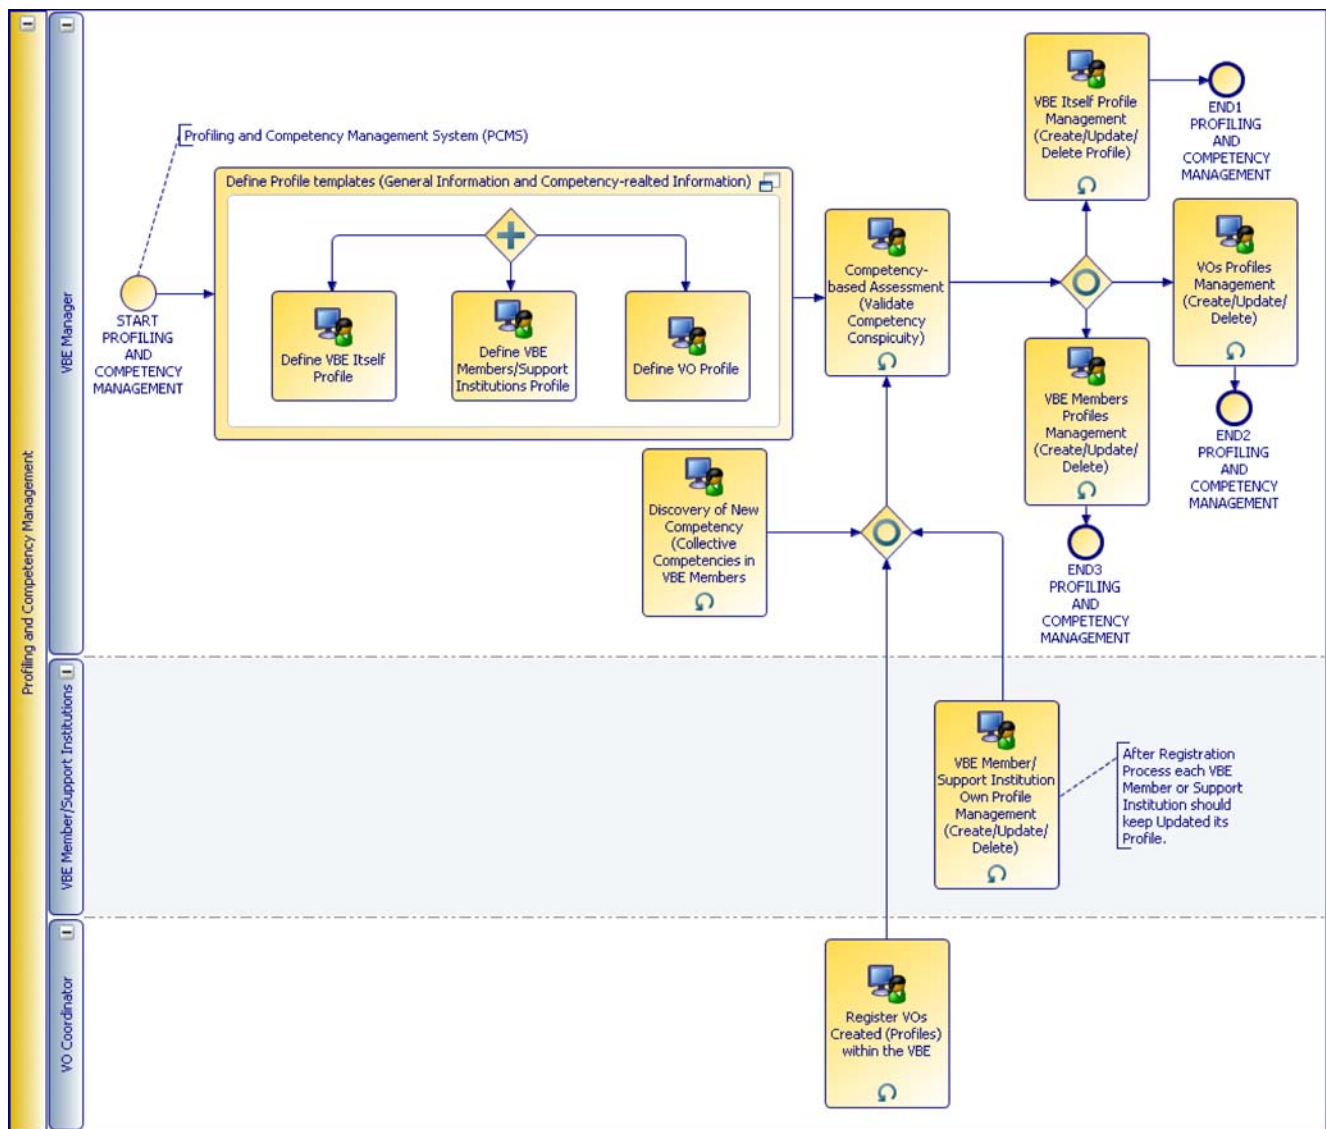 Profiling and Competency Management
VBE Manager
Profiling and Competency Management System (PCMS)
START
PROFILING
AND
COMPETENCY
MANAGEMENT
Define Profile templates (General Information and Competency-realted Information)
Define VBE Itself
Profile
Define VBE
Members/Support
Institutions Profile
Define VO Profile
Competency-
based Assessment
(Validate
Competency
Conspicuity)
VBE Itself Profile
Management
(Create/Update/
Delete Profile)
END1
PROFILING
AND
COMPETENCY
MANAGEMENT
VOs Profiles
Management
(Create/Update/
Delete)
END2
PROFILING
AND
COMPETENCY
MANAGEMENT
VBE Members
Profiles
Management
(Create/Update/
Delete)
END3
PROFILING
AND
COMPETENCY
MANAGEMENT
Discovery of New
Competency
(Collective
Competencies in
VBE Members
VBE Member/Support Institutions
VBE Member/
Support Institution
Own Profile
Management
(Create/Update/
Delete)
After Registration
Process each VBE
Member or Support
Institution should
keep Updated its
Profile.
VO Coordinator
Register VOs
Created (Profiles)
within the VBE